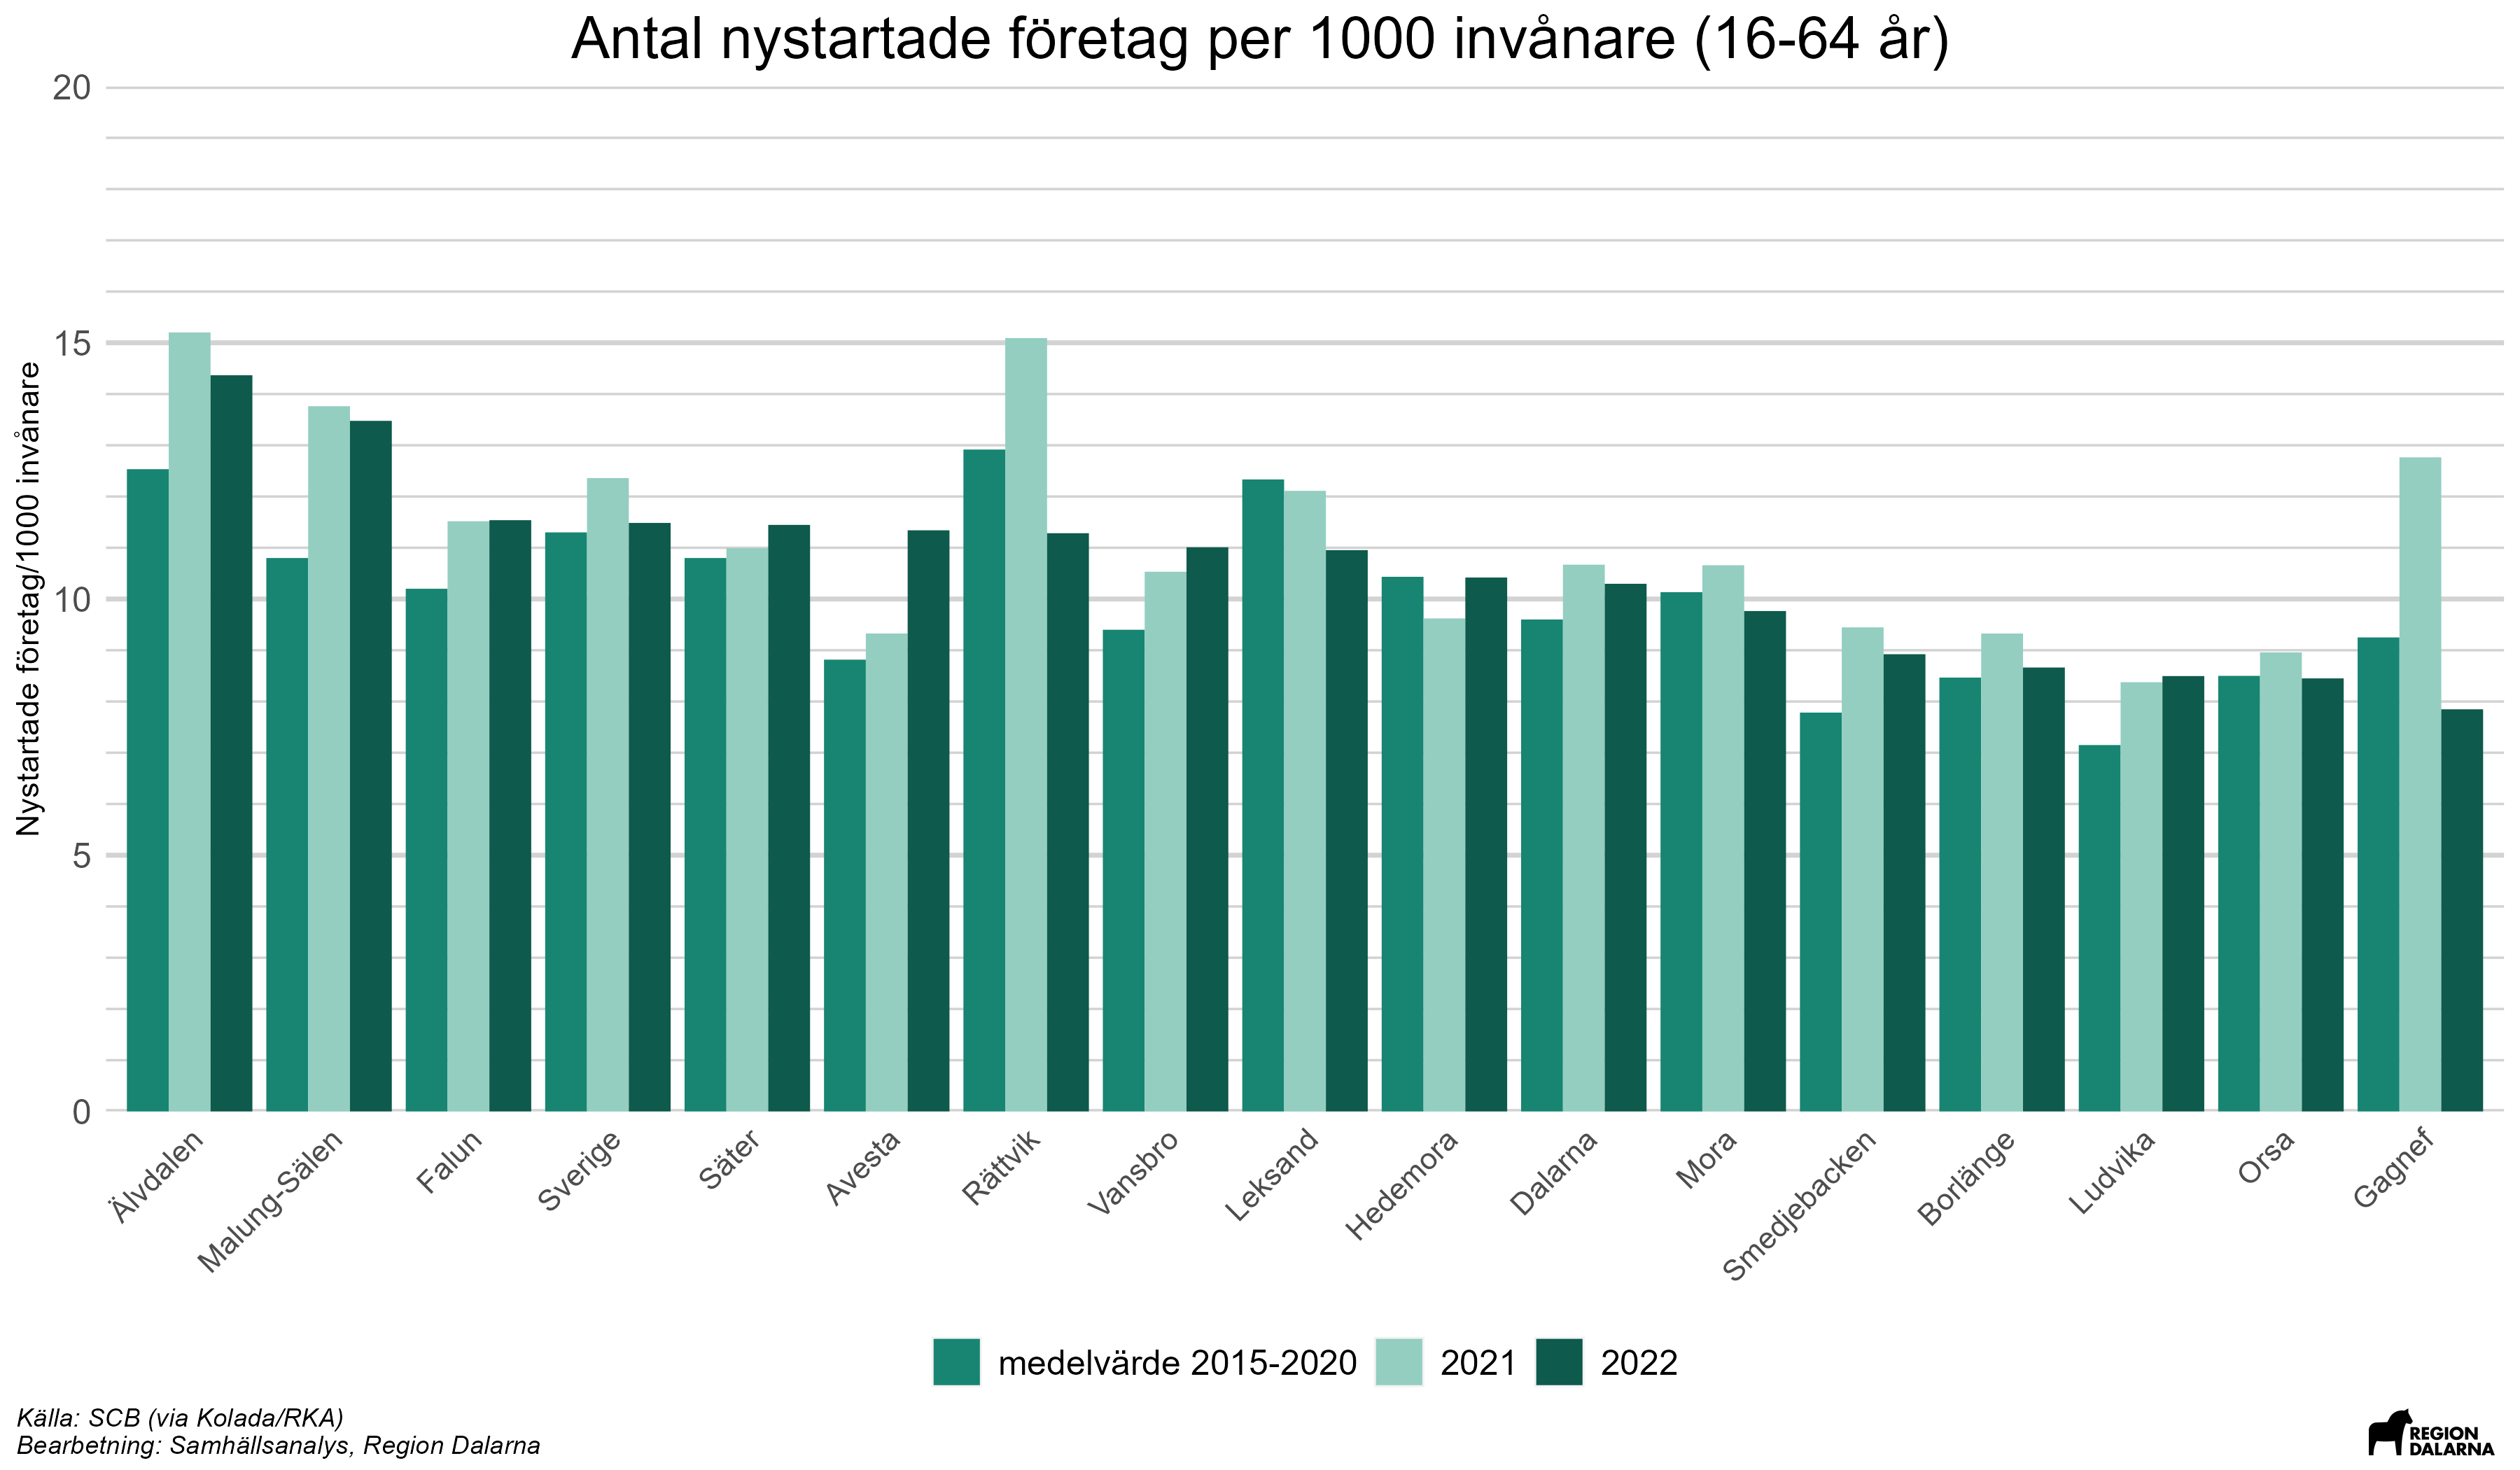 Antal nystartade företag per 1000 invånare (16-64 år)
20
15
10
5
0
Nystartade företag/1000 invånare
Älvdalen
Malung-Sälen
Falun
Sverige
Säter
Avesta
Rättvik
Vansbro
Leksand
Hedemora
Dalarna
Mora
Smedjebacken
Borlänge
Ludvika
Orsa
Gagnef
medelvärde 2015-2020
2021
2022
Källa: SCB (via Kolada/RKA)
Bearbetning: Samhällsanalys, Region Dalarna
REGION
DALARNA